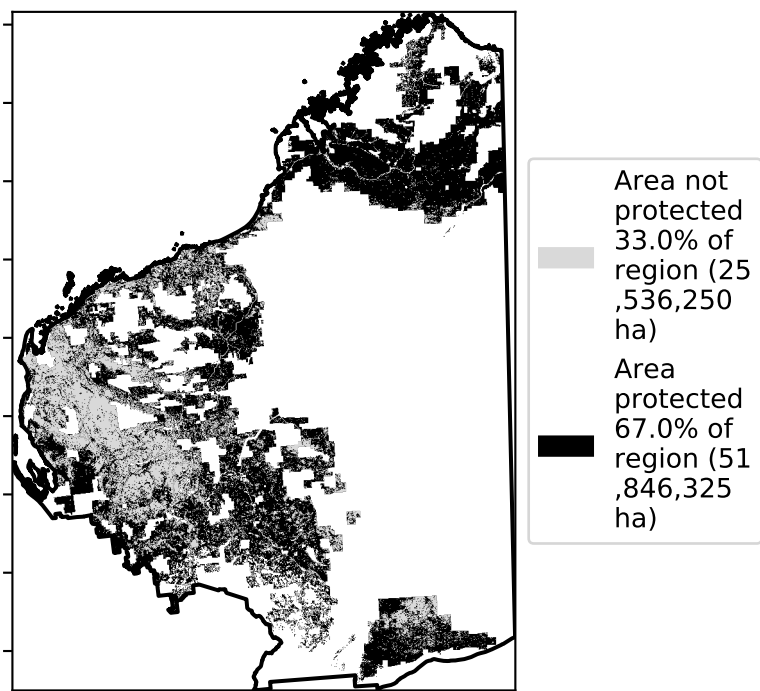 Area not
protected
33.0% of
region (25
,536,250
ha)
Area
protected
67.0% of
region (51
,846,325
ha)